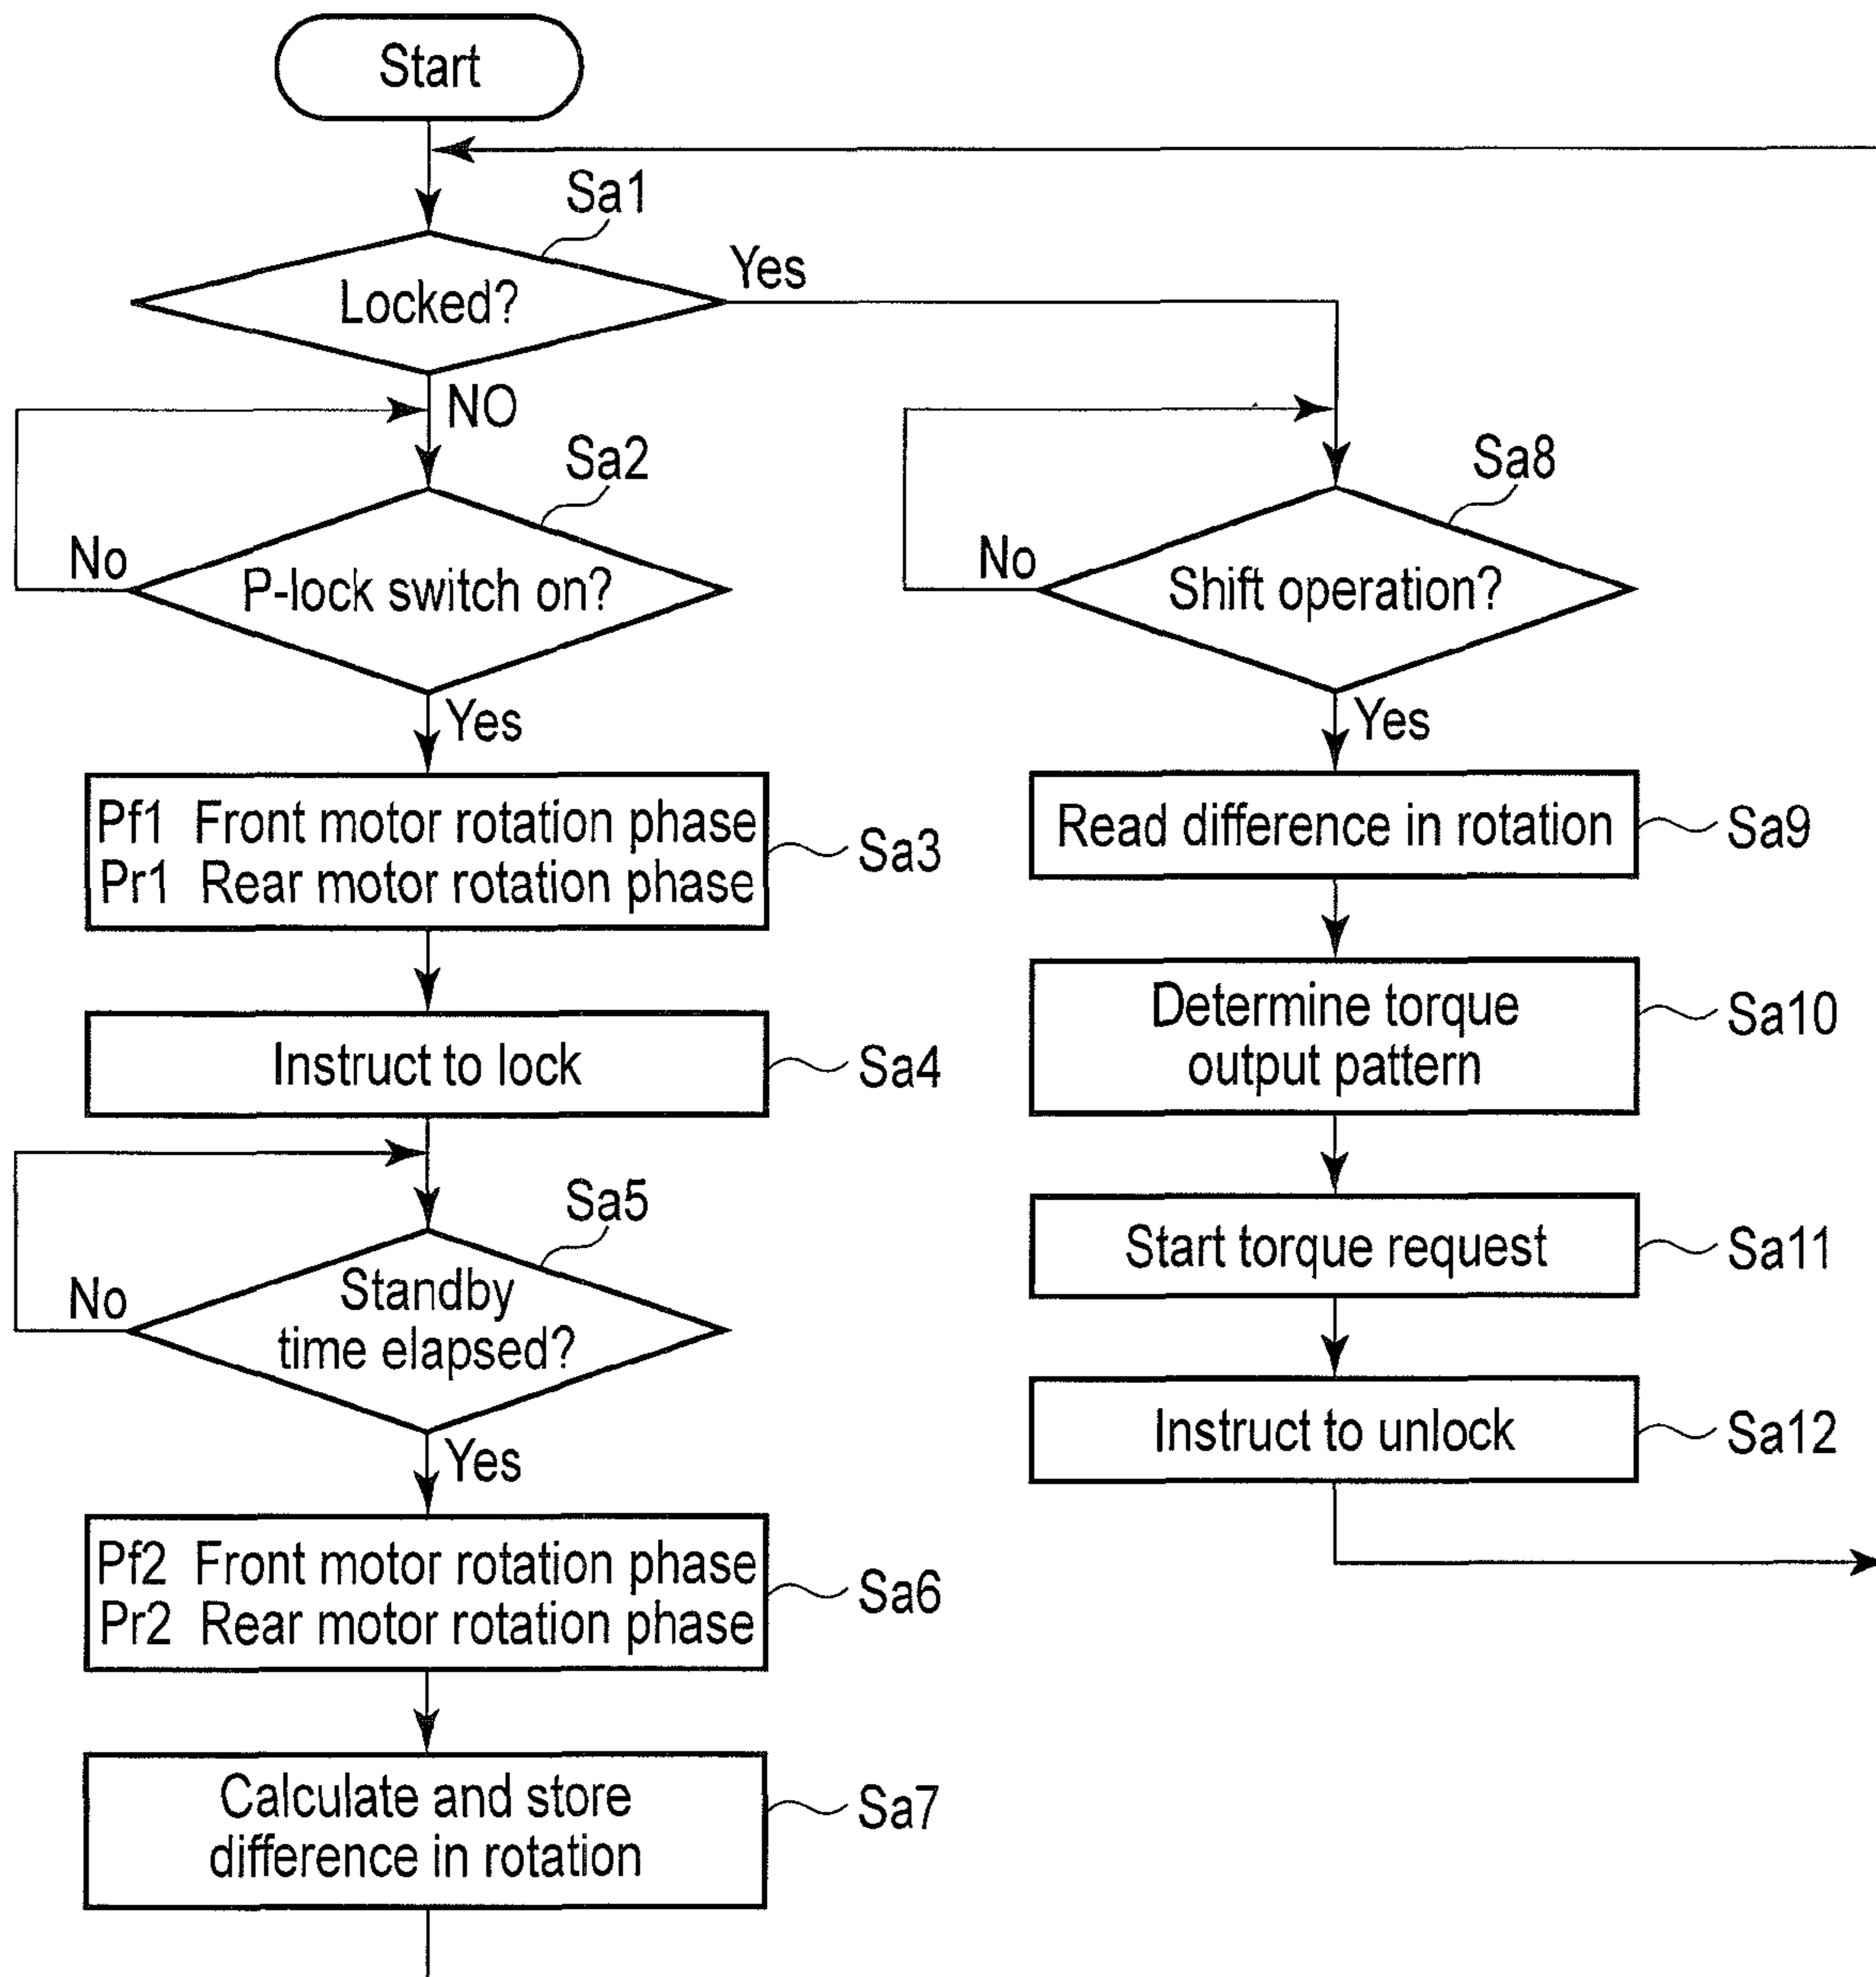 Start
Sa1
Locked?
Yes
NO
Sa2
P-lock switch on?
No
Yes
Pf1 Front motor rotation phase
Pr1 Rear motor rotation phase
Sa3
Instruct to lock
Sa4
Sa5
Standby
time elapsed?
No
Yes
Pf2 Front motor rotation phase
Pr2 Rear motor rotation phase
Sa6
Calculate and store
difference in rotation
Sa7
Sa8
Shift operation?
No
Yes
Read difference in rotation
Sa9
Determine torque
output pattern
Sa10
Start torque request
Sa11
Instruct to unlock
Sa12